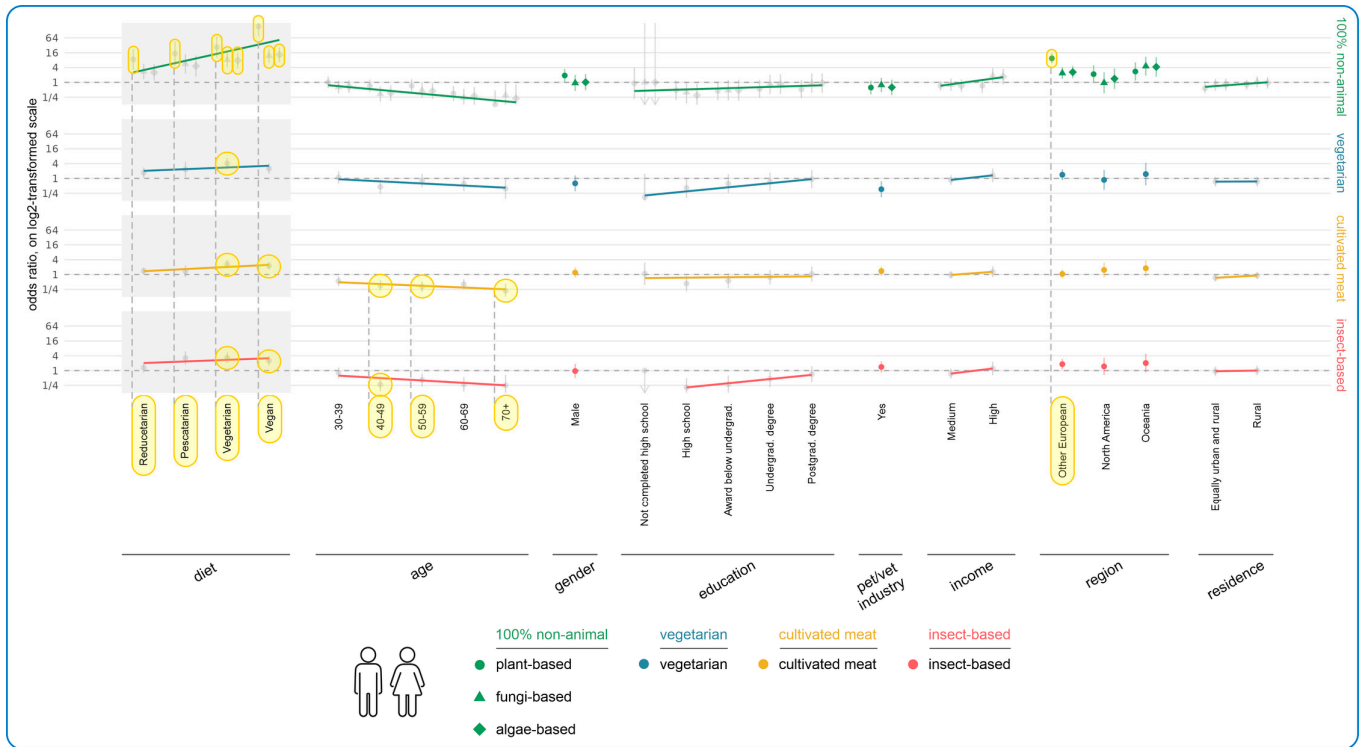 odds ratio, on log2-transformed scale
64
16
4
1
1/4
100% non-animal
64
16
4
1
1/4
vegetarian
64
16
4
1
1/4
cultivated meat
64
16
4
1
1/4
insect-based
Reducetarian
Pescatarian
Vegetarian
Vegan
30-39
40-49
50-59
60-69
70+
Male
Not completed high school
High school
Award below undergrad.
Undergrad. degree
Postgrad. degree
Yes
Medium
High
Other European
North America
Oceania
Equally urban and rural
Rural
diet
age
gender
education
pet/vet
industry
income
region
residence
100% non-animal
vegetarian
cultivated meat
insect-based
plant-based
vegetarian
cultivated meat
insect-based
fungi-based
algae-based